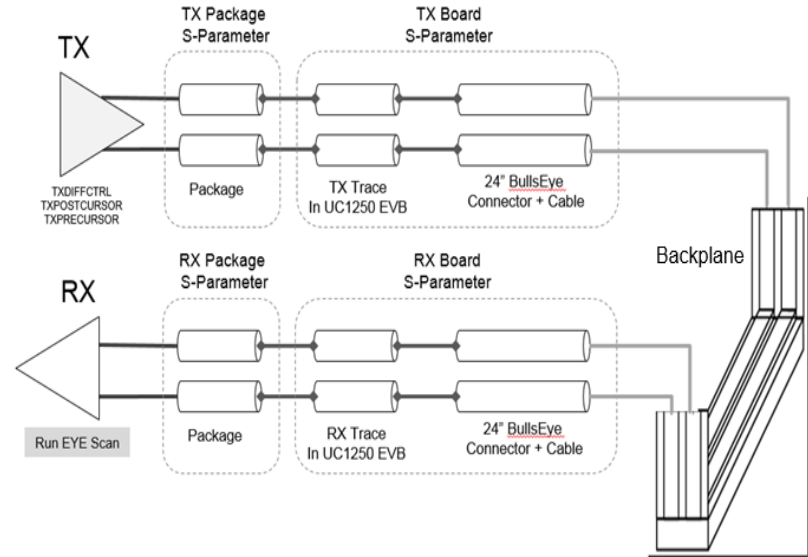 TX Package
S-Parameter
TX Board
S-Parameter
TX
TXDIFFCTRL
TXPOSTCURSOR
TXPRECURSOR
Package
TX Trace
In UC1250 EVB
24” BullsEye
Connector + Cable
Backplane
RX Package
S-Parameter
RX Board
S-Parameter
RX
Run EYE Scan
Package
RX Trace
In UC1250 EVB
24” BullsEye
Connector + Cable